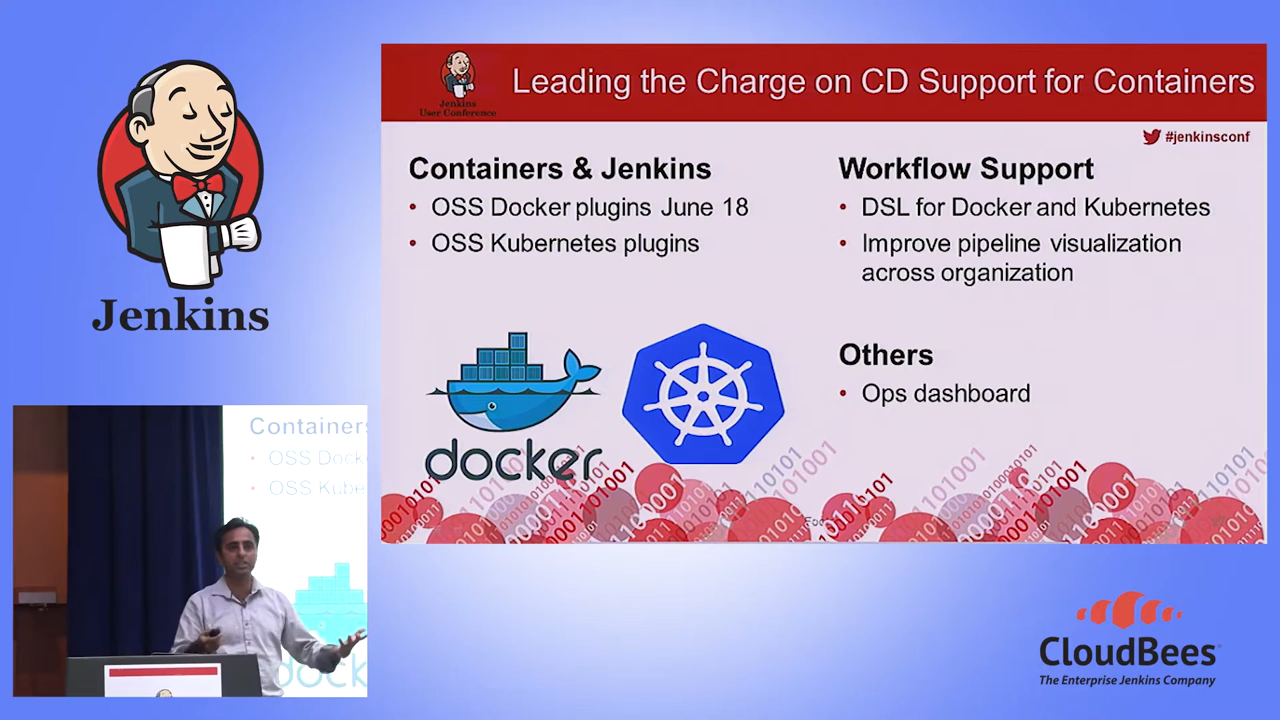 Jenkins
Jenkins
User Conference
Leading the Charge on CD Support for Containers
#jenkinsconf
Containers & Jenkins
• OSS Docker plugins June 18
• OSS Kubernetes plugins
Workflow Support
• DSL for Docker and Kubernetes
• Improve pipeline visualization
across organization
Others
• Ops dashboard
docker
Containers
• OSS Dock
• OSS Kube
dock
CloudBees
The Enterprise Jenkins Company